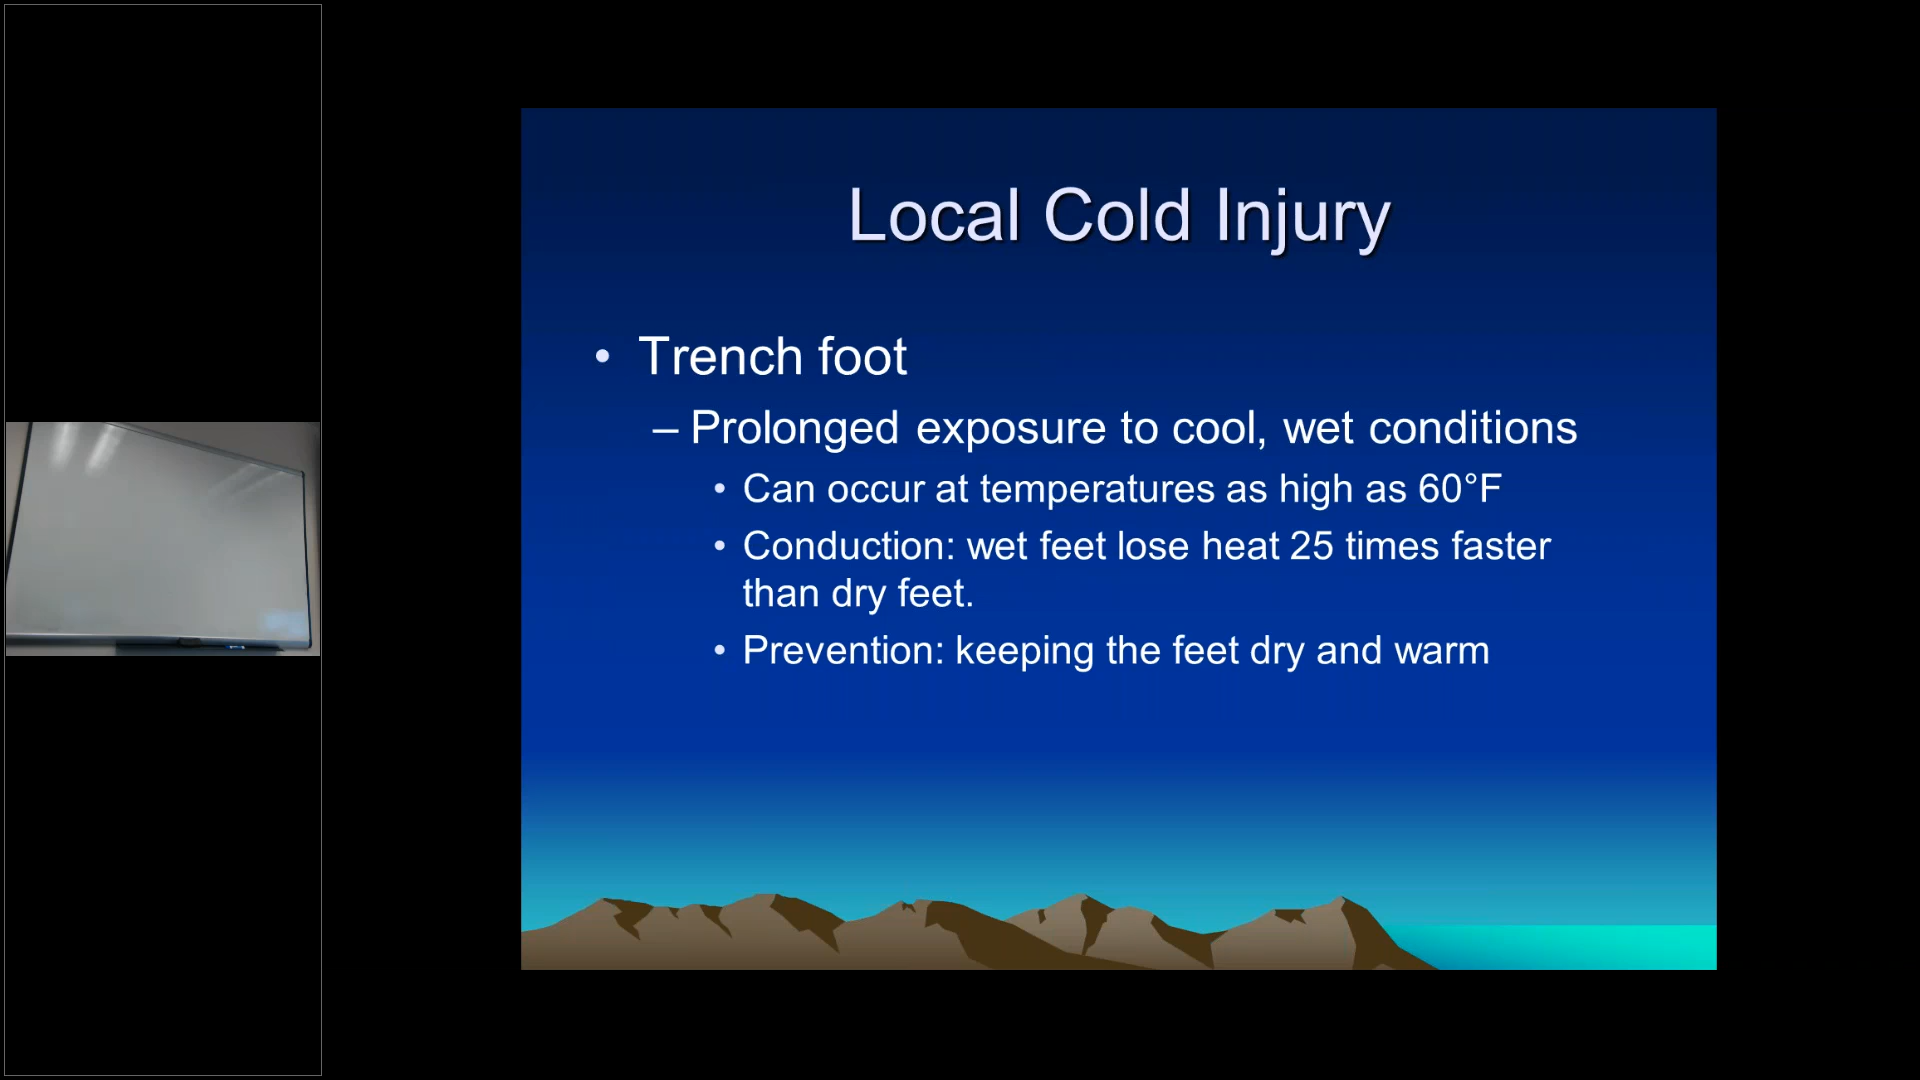 Local Cold Injury
• Trench foot
– Prolonged exposure to cool, wet conditions
• Can occur at temperatures as high as 60°F
• Conduction: wet feet lose heat 25 times faster
than dry feet.
• Prevention: keeping the feet dry and warm